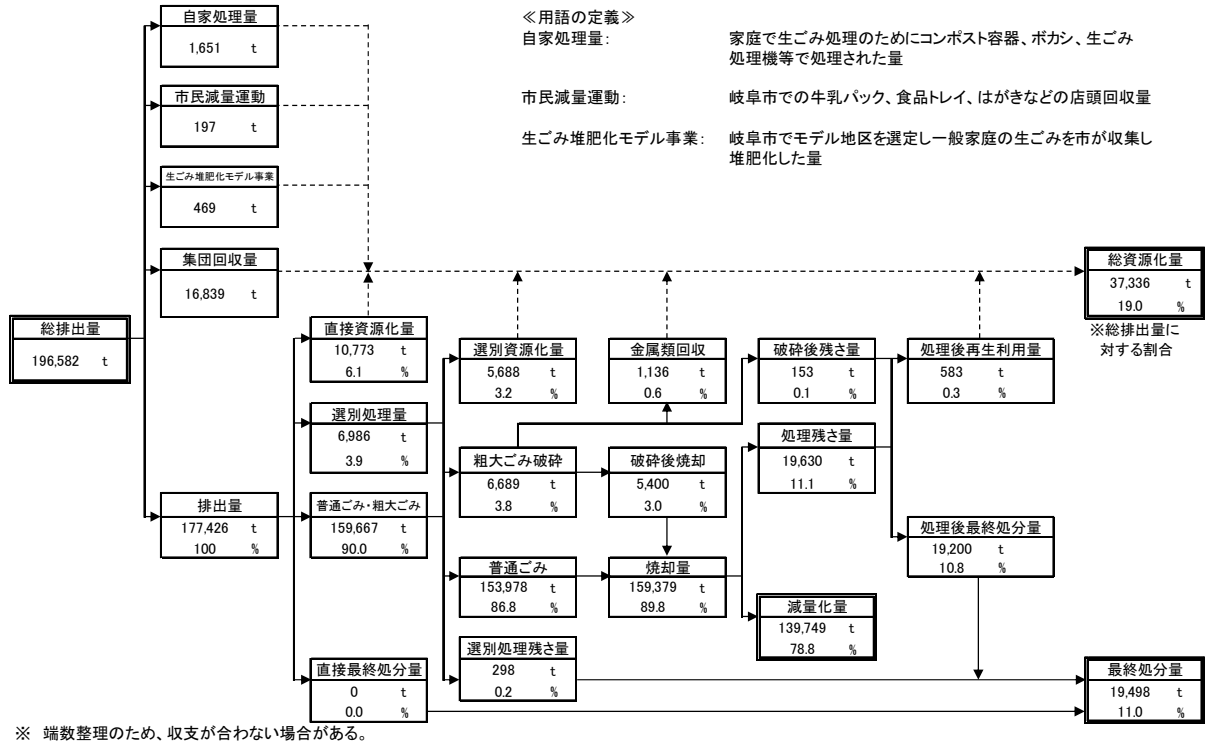 ≪用語の定義≫
自家処理量: 家庭で生ごみ処理のためにコンポスト容器、ボカシ、生ごみ
処理機等で処理された量
市民減量運動: 岐阜市での牛乳パック、食品トレイ、はがきなどの店頭回収量
生ごみ堆肥化モデル事業: 岐阜市でモデル地区を選定し一般家庭の生ごみを市が収集し
堆肥化した量
総排出量
196,582 t
自家処理量
1,651 t
市民減量運動
197 t
生ごみ堆肥化モデル事業
469 t
集団回収量
16,839 t
排出量
177,426 t
100 %
直接資源化量
10,773 t
6.1 %
選別処理量
6,986 t
3.9 %
普通ごみ・粗大ごみ
159,667 t
90.0 %
直接最終処分量
0 t
0.0 %
選別資源化量
5,688 t
3.2 %
粗大ごみ破砕
6,689 t
3.8 %
普通ごみ
153,978 t
86.8 %
選別処理残さ量
298 t
0.2 %
金属類回収
1,136 t
0.6 %
破砕後焼却
5,400 t
3.0 %
焼却量
159,379 t
89.8 %
破砕後残さ量
153 t
0.1 %
処理残さ量
19,630 t
11.1 %
減量化量
139,749 t
78.8 %
処理後再生利用量
583 t
0.3 %
処理後最終処分量
19,200 t
10.8 %
総資源化量
37,336 t
19.0 %
※総排出量に
対する割合
最終処分量
19,498 t
11.0 %
※ 端数整理のため、収支が合わない場合がある。